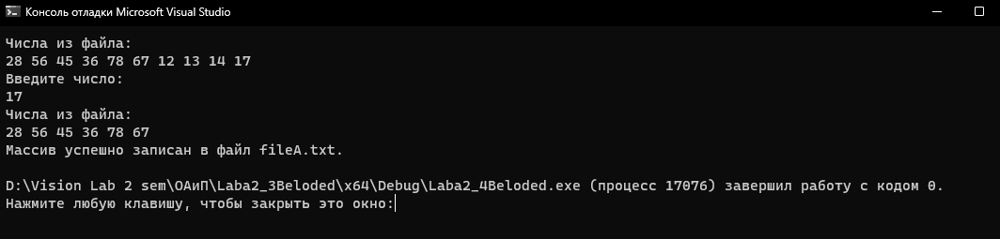 Консоль отладки Microsoft Visual Studio
Числа из файла:
28 56 45 36 78 67 12 13 14 17
Введите число:
17
Числа из файла:
28 56 45 36 78 67
Массив успешно записан в файл fileA.txt.
D:\Vision Lab 2 sem\ОАиП\Laba2_3Beloded\x64\Debug\Laba2_4Beloded.exe (процесс 17076) завершил работу с кодом 0.
Нажмите любую клавишу, чтобы закрыть это окно: